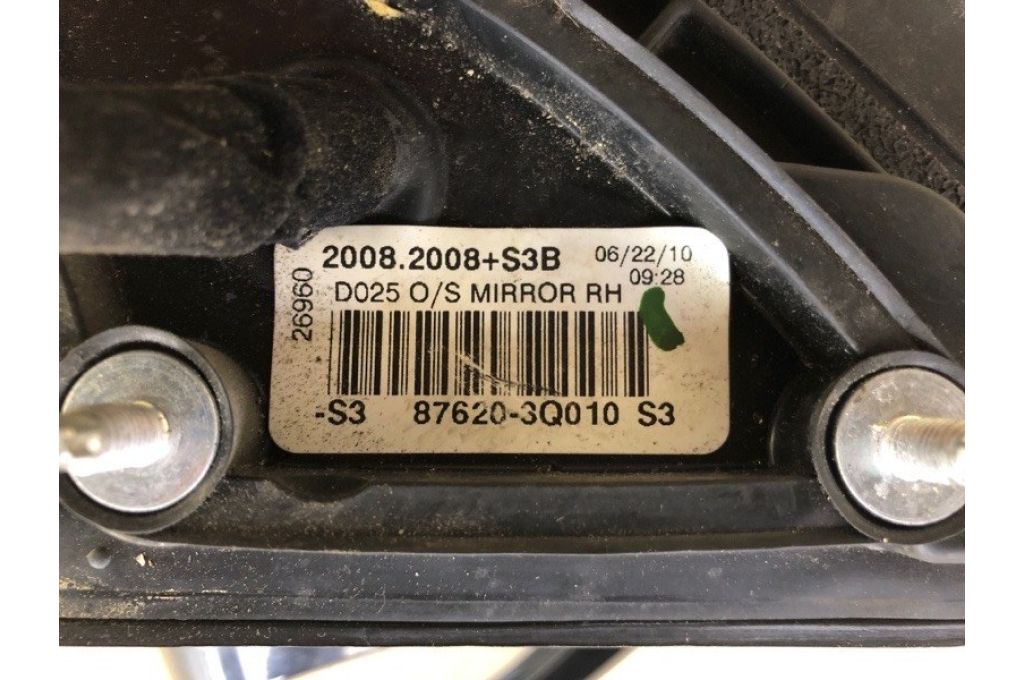 2008.2008+S3B 06/22/10
09:28
D025 O/S MIRROR RH
26960
-S3 87620-3Q010 S3